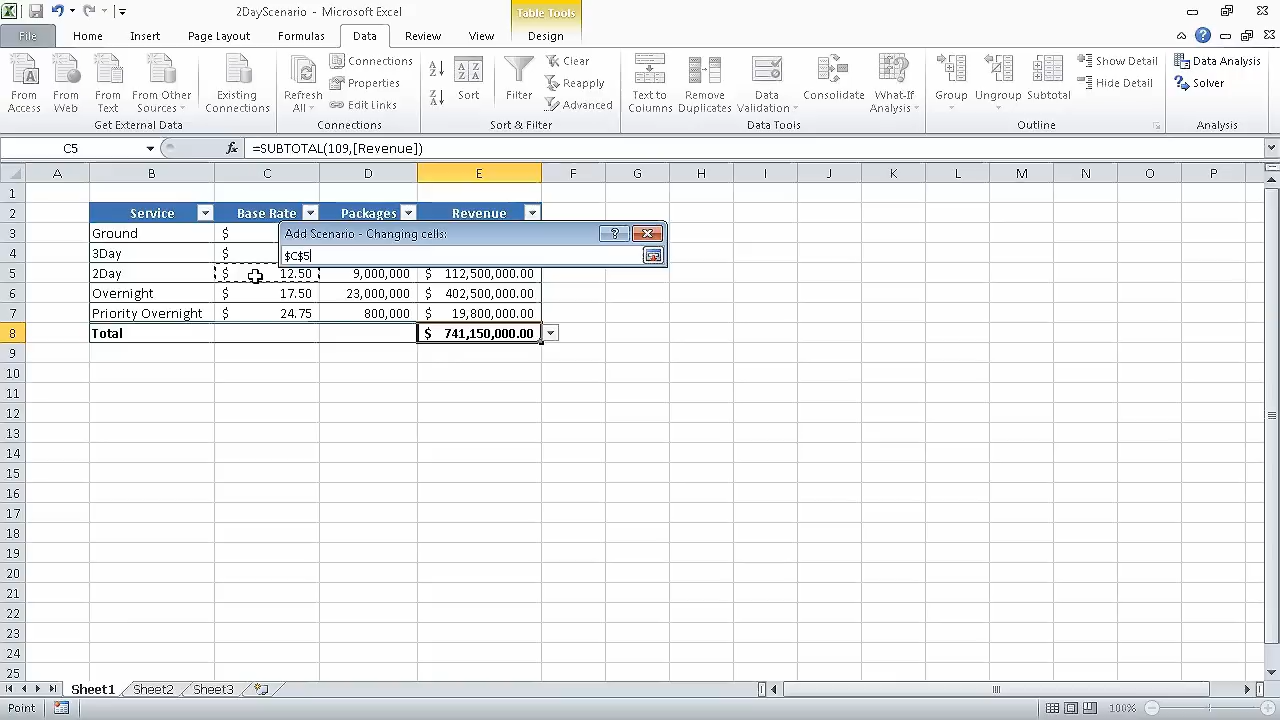 2DayScenario - Microsoft Excel
Table Tools
File Home Insert Page Layout Formulas Data Review View Design
From Access
From Web
From Text
From Other Sources
Existing Connections
Get External Data
Refresh All
Connections
Properties
Edit Links
Connections
Sort
Filter
Clear
Reapply
Advanced
Sort & Filter
Text to Columns
Remove Duplicates
Data Validation
Consolidate
What-If Analysis
Data Tools
Group
Ungroup
Subtotal
Show Detail
Hide Detail
Outline
Data Analysis
Solver
Analysis
C5 fx =SUBTOTAL(109,[Revenue])
A B C D E F G H I J K L M N O P
1
2 Service Base Rate Packages Revenue
3 Ground $
Add Scenario - Changing cells:
4 3Day $
$C$5
5 2Day $ 12.50 9,000,000 $ 112,500,000.00
6 Overnight $ 17.50 23,000,000 $ 402,500,000.00
7 Priority Overnight $ 24.75 800,000 $ 19,800,000.00
8 Total $ 741,150,000.00
9
10
11
12
13
14
15
16
17
18
19
20
21
22
23
24
25
Sheet1 Sheet2 Sheet3
Point 100%